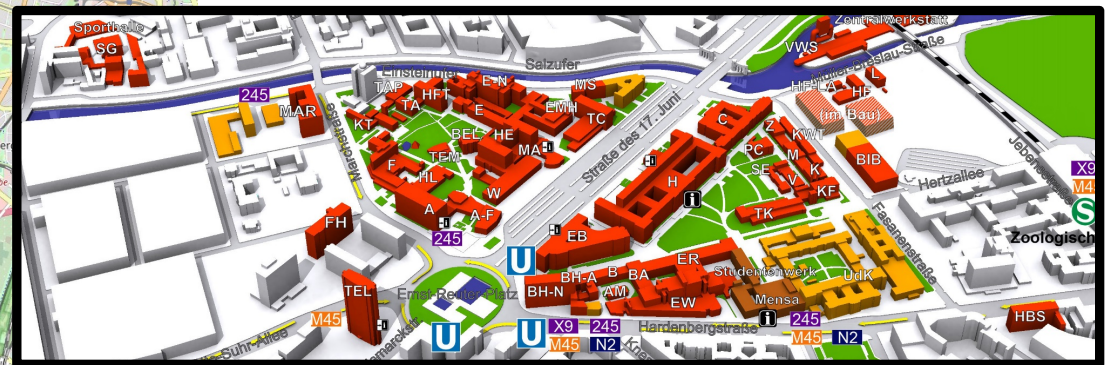 Sporthalle
SG
Zentralwerkstatt
VWS
Salzufer
Einsteinufer
TAP
E-N
MS
HFT
TA
E
EMH
TC
KT
BEL
HE
MA
TEM
F
HL
W
A
A-F
245
MAR
Marchstraße
245
Straße des 17. Juni
C
H
EB
Müller-Breslau-Straße
HF-LA
L
HF
(im Bau)
Z
KWT
PC
M
SE
K
V
KF
TK
BIB
Hertzallee
Fasanenstraße
X9
S
Zoologisch
FH
TEL
M45
Ernst-Reuter-Platz
U
U
U
BH-N
BH-A
B
BA
ER
AM
EW
Studentenwerk
Mensa
UdK
Hardenbergstraße
X9
245
M45
N2
245
M45
N2
HBS